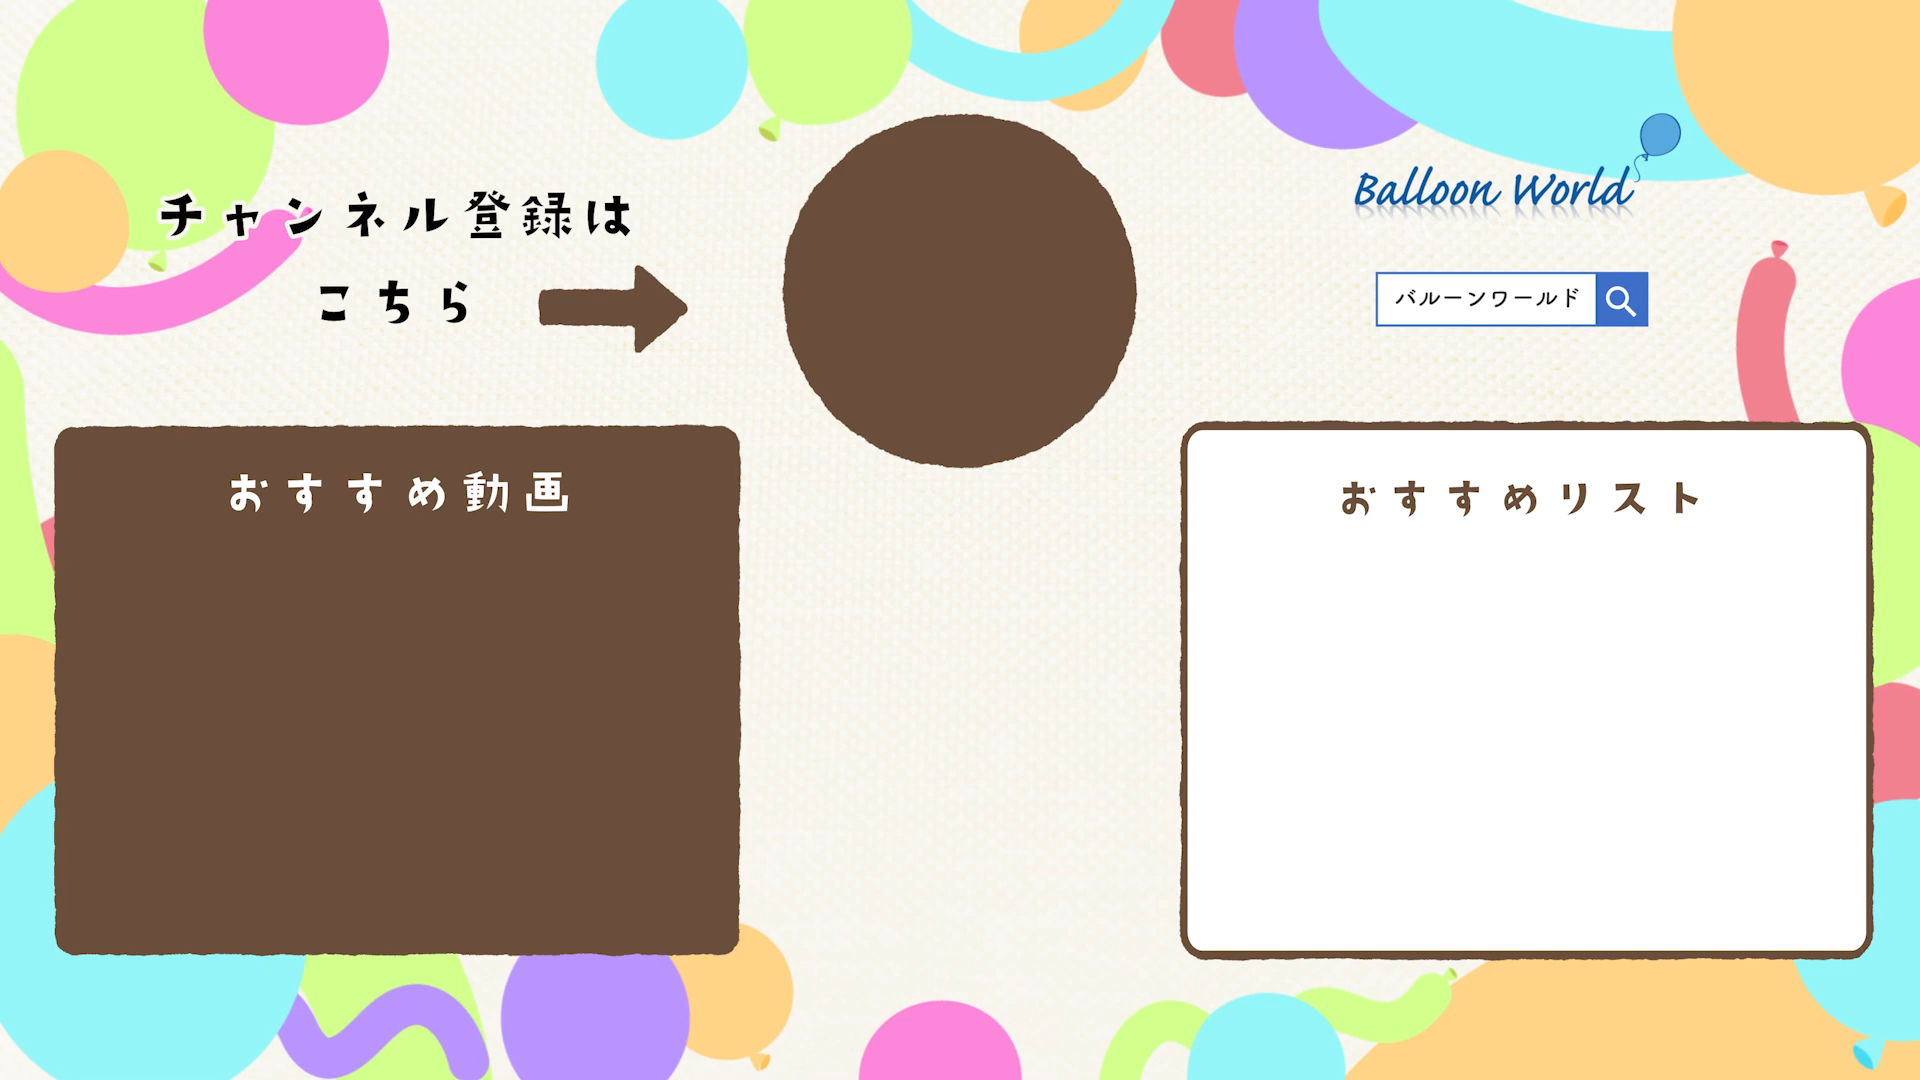 チャンネル登録は
こちら
Balloon World
バルーンワールド
おすすめ動画
おすすめリスト